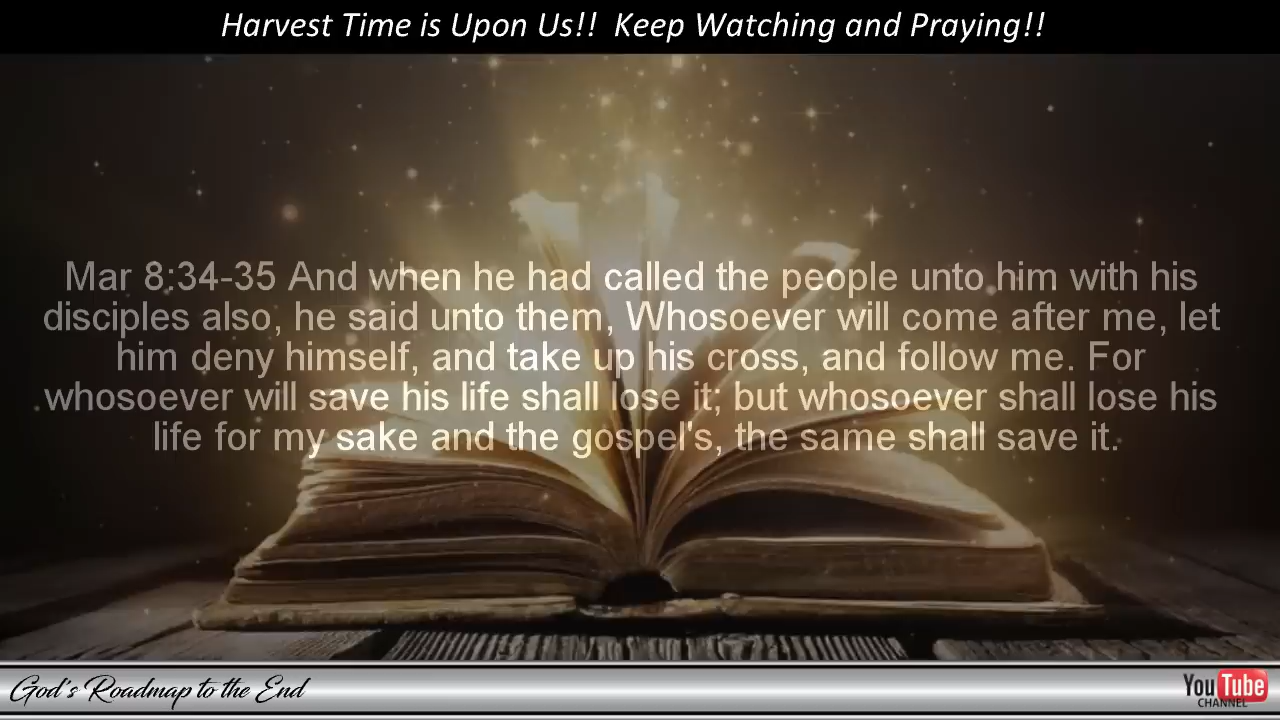 Harvest Time is Upon Us!!  Keep Watching and Praying!!
Mar 8:34-35 And when he had called the people unto him with his
disciples also, he said unto them, Whosoever will come after me, let
him deny himself, and take up his cross, and follow me. For
whosoever will save his life shall lose it; but whosoever shall lose his
life for my sake and the gospel's, the same shall save it.
God's Roadmap to the End
YouTube
CHANNEL